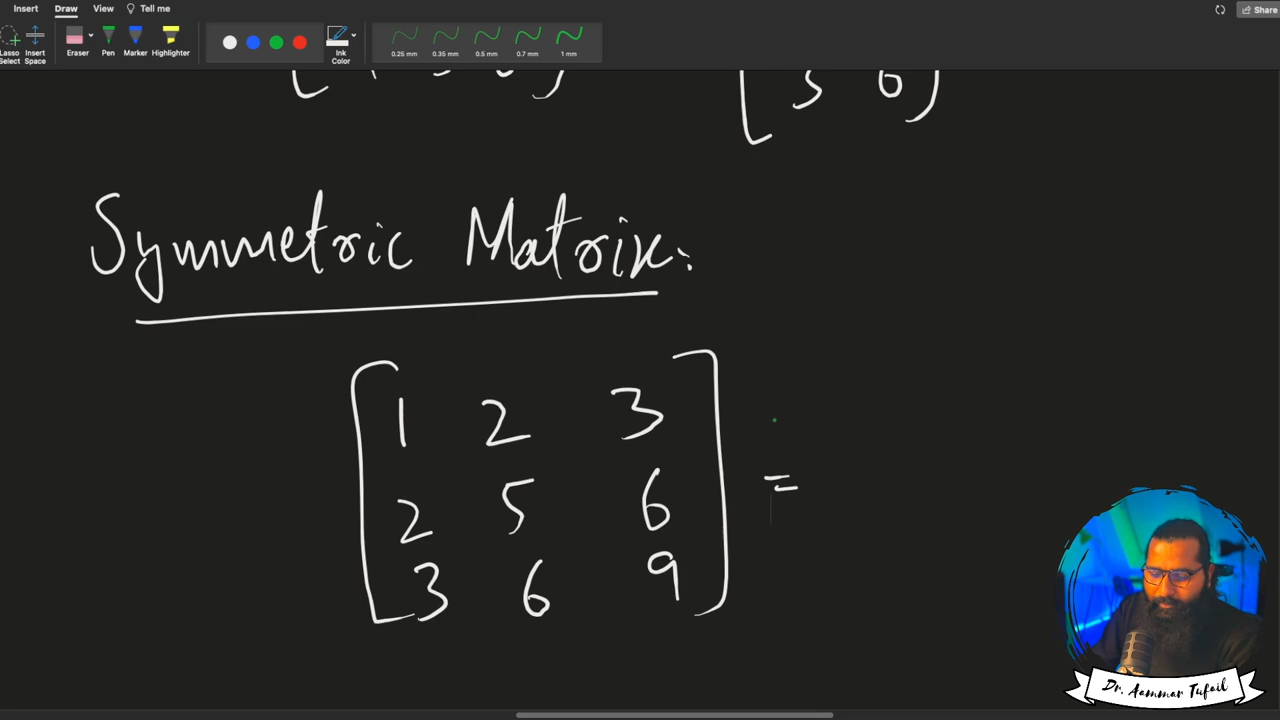 Insert Draw View Tell me Share
Lasso Select Insert Space Eraser Pen Marker Highlighter Ink Color 0.25 mm 0.35 mm 0.5 mm 0.7 mm 1 mm
5 6
Symmetric Matrix:
1 2 3
2 5 6 =
3 6 9
Dr. Aammar Tufail